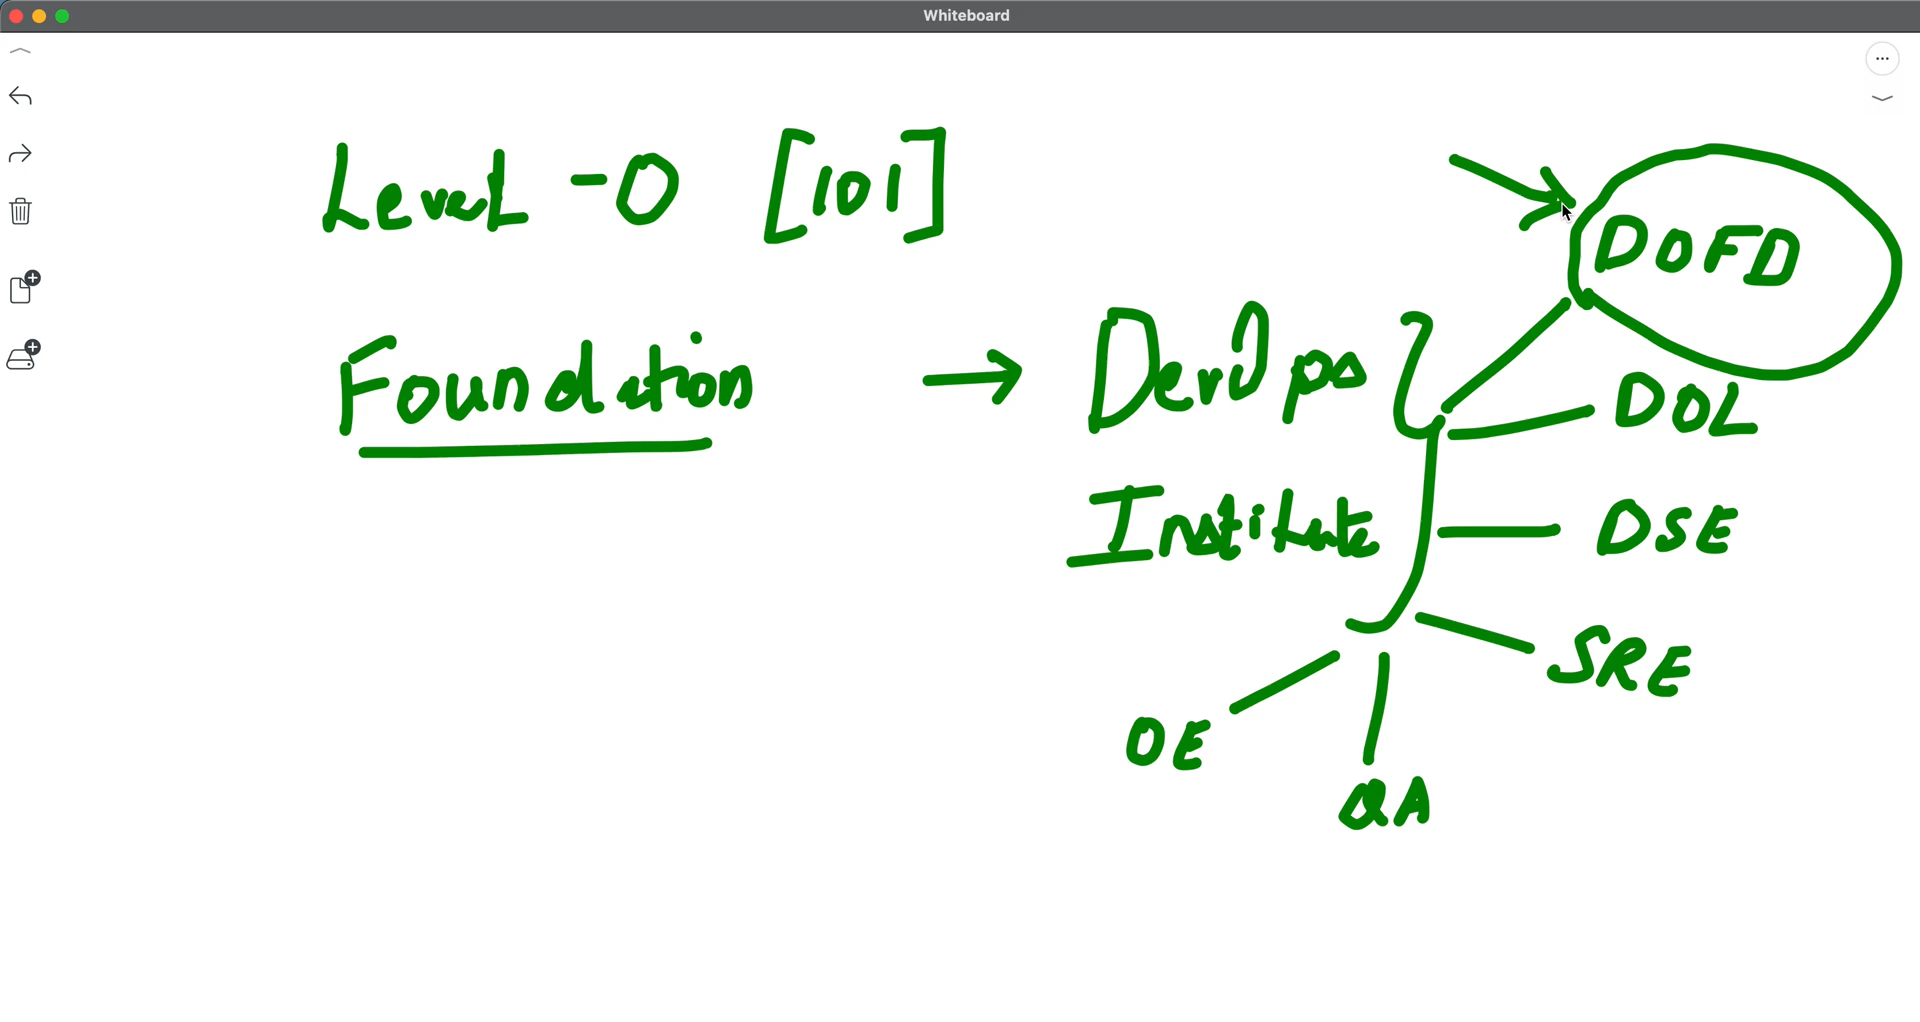 Whiteboard
Level - 0 [101]
Foundation → DevOps
Institute
DOFD
DOL
DSE
SRE
OE
QA